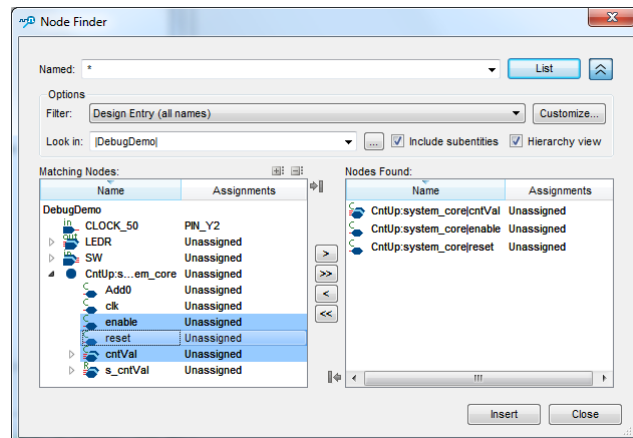 Node Finder
Named: *
List
Options
Filter: Design Entry (all names)
Customize...
Look in: |DebugDemo|
...
Include subentities
Hierarchy view
Matching Nodes:
Name Assignments
DebugDemo
CLOCK_50 PIN_Y2
LEDR Unassigned
SW Unassigned
CntUp:s...em_core Unassigned
Add0 Unassigned
clk Unassigned
enable Unassigned
reset Unassigned
cntVal Unassigned
s_cntVal Unassigned
>
>>
<
<<
Nodes Found:
Name Assignments
CntUp:system_core|cntVal Unassigned
CntUp:system_core|enable Unassigned
CntUp:system_core|reset Unassigned
Insert Close